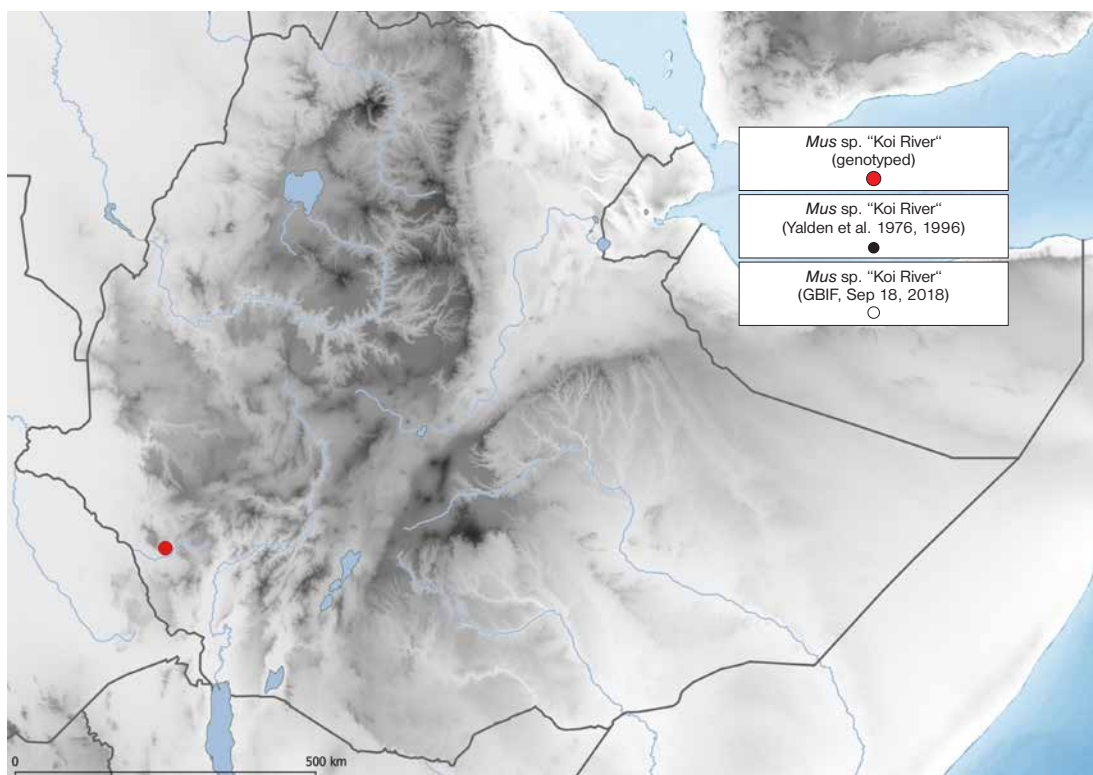 Mus sp. “Koi River“
(genotyped)
Mus sp. “Koi River“
(Yalden et al. 1976, 1996)
Mus sp. “Koi River“
(GBIF, Sep 18, 2018)
0 500 km